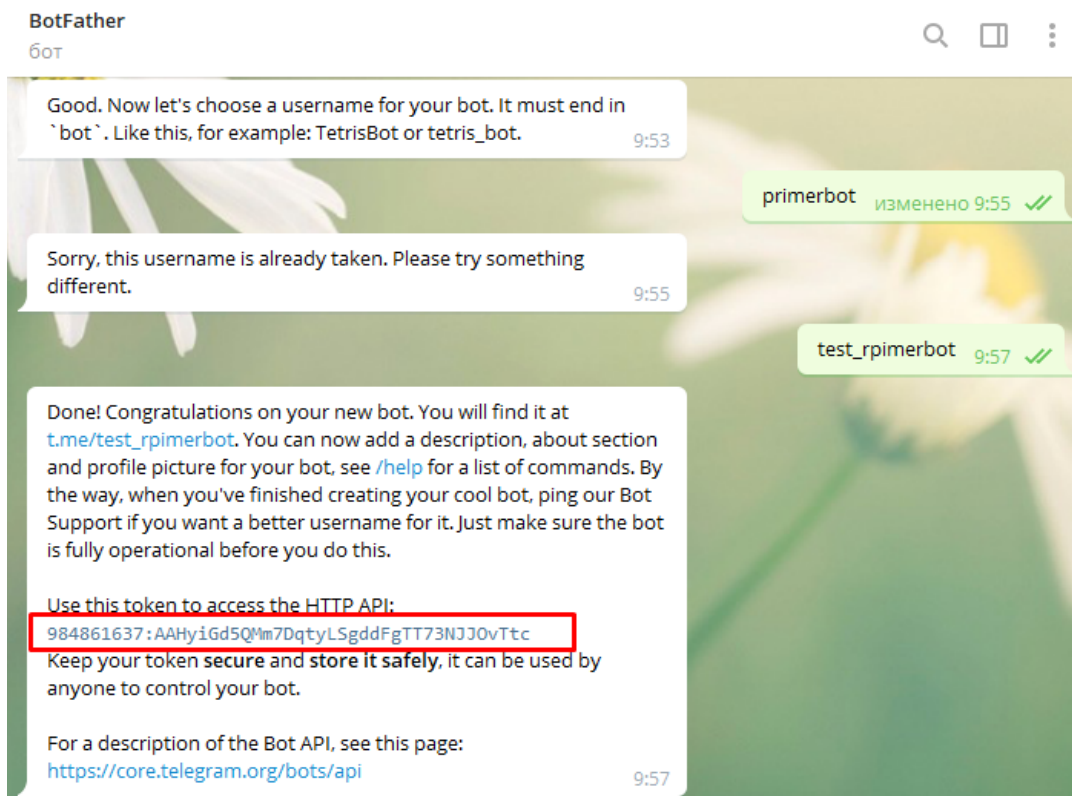 BotFather
бот
Good. Now let's choose a username for your bot. It must end in
`bot`. Like this, for example: TetrisBot or tetris_bot.
9:53
primerbot
изменено 9:55
Sorry, this username is already taken. Please try something
different.
9:55
test_rpimerbot
9:57
Done! Congratulations on your new bot. You will find it at
t.me/test_rpimerbot. You can now add a description, about section
and profile picture for your bot, see /help for a list of commands. By
the way, when you've finished creating your cool bot, ping our Bot
Support if you want a better username for it. Just make sure the bot
is fully operational before you do this.
Use this token to access the HTTP API:
984861637:AAHyiGd5QMm7DqtyLSgddFgTT73NJJOvTtc
Keep your token secure and store it safely, it can be used by
anyone to control your bot.
For a description of the Bot API, see this page:
https://core.telegram.org/bots/api
9:57